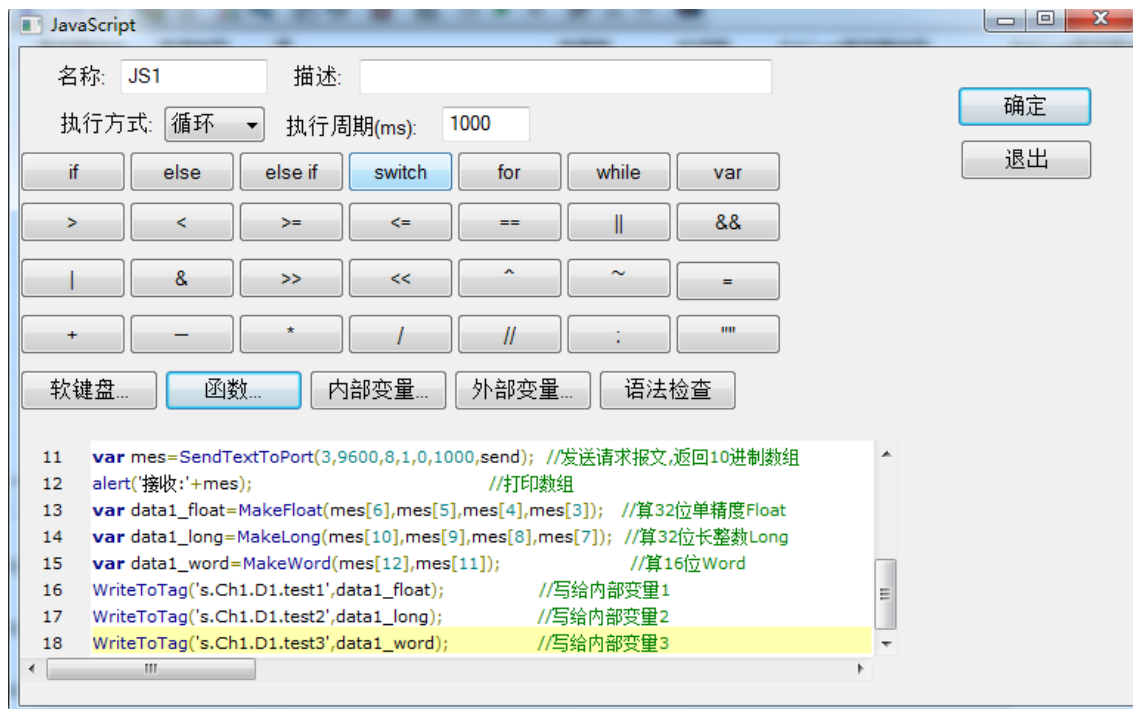 JavaScript
名称: JS1 描述:
执行方式: 循环 执行周期(ms): 1000
确定
退出
if else else if switch for while var
> < >= <= == || &&
| & >> << ^ ~ =
+ — * / // ; ""
软键盘... 函数... 内部变量... 外部变量... 语法检查
11 var mes=SendTextToPort(3,9600,8,1,0,1000,send); //发送请求报文,返回10进制数组
12 alert('接收:'+mes); //打印数组
13 var data1_float=MakeFloat(mes[6],mes[5],mes[4],mes[3]); //算32位单精度Float
14 var data1_long=MakeLong(mes[10],mes[9],mes[8],mes[7]); //算32位长整数Long
15 var data1_word=MakeWord(mes[12],mes[11]); //算16位Word
16 WriteToTag('s.Ch1.D1.test1',data1_float); //写给内部变量1
17 WriteToTag('s.Ch1.D1.test2',data1_long); //写给内部变量2
18 WriteToTag('s.Ch1.D1.test3',data1_word); //写给内部变量3